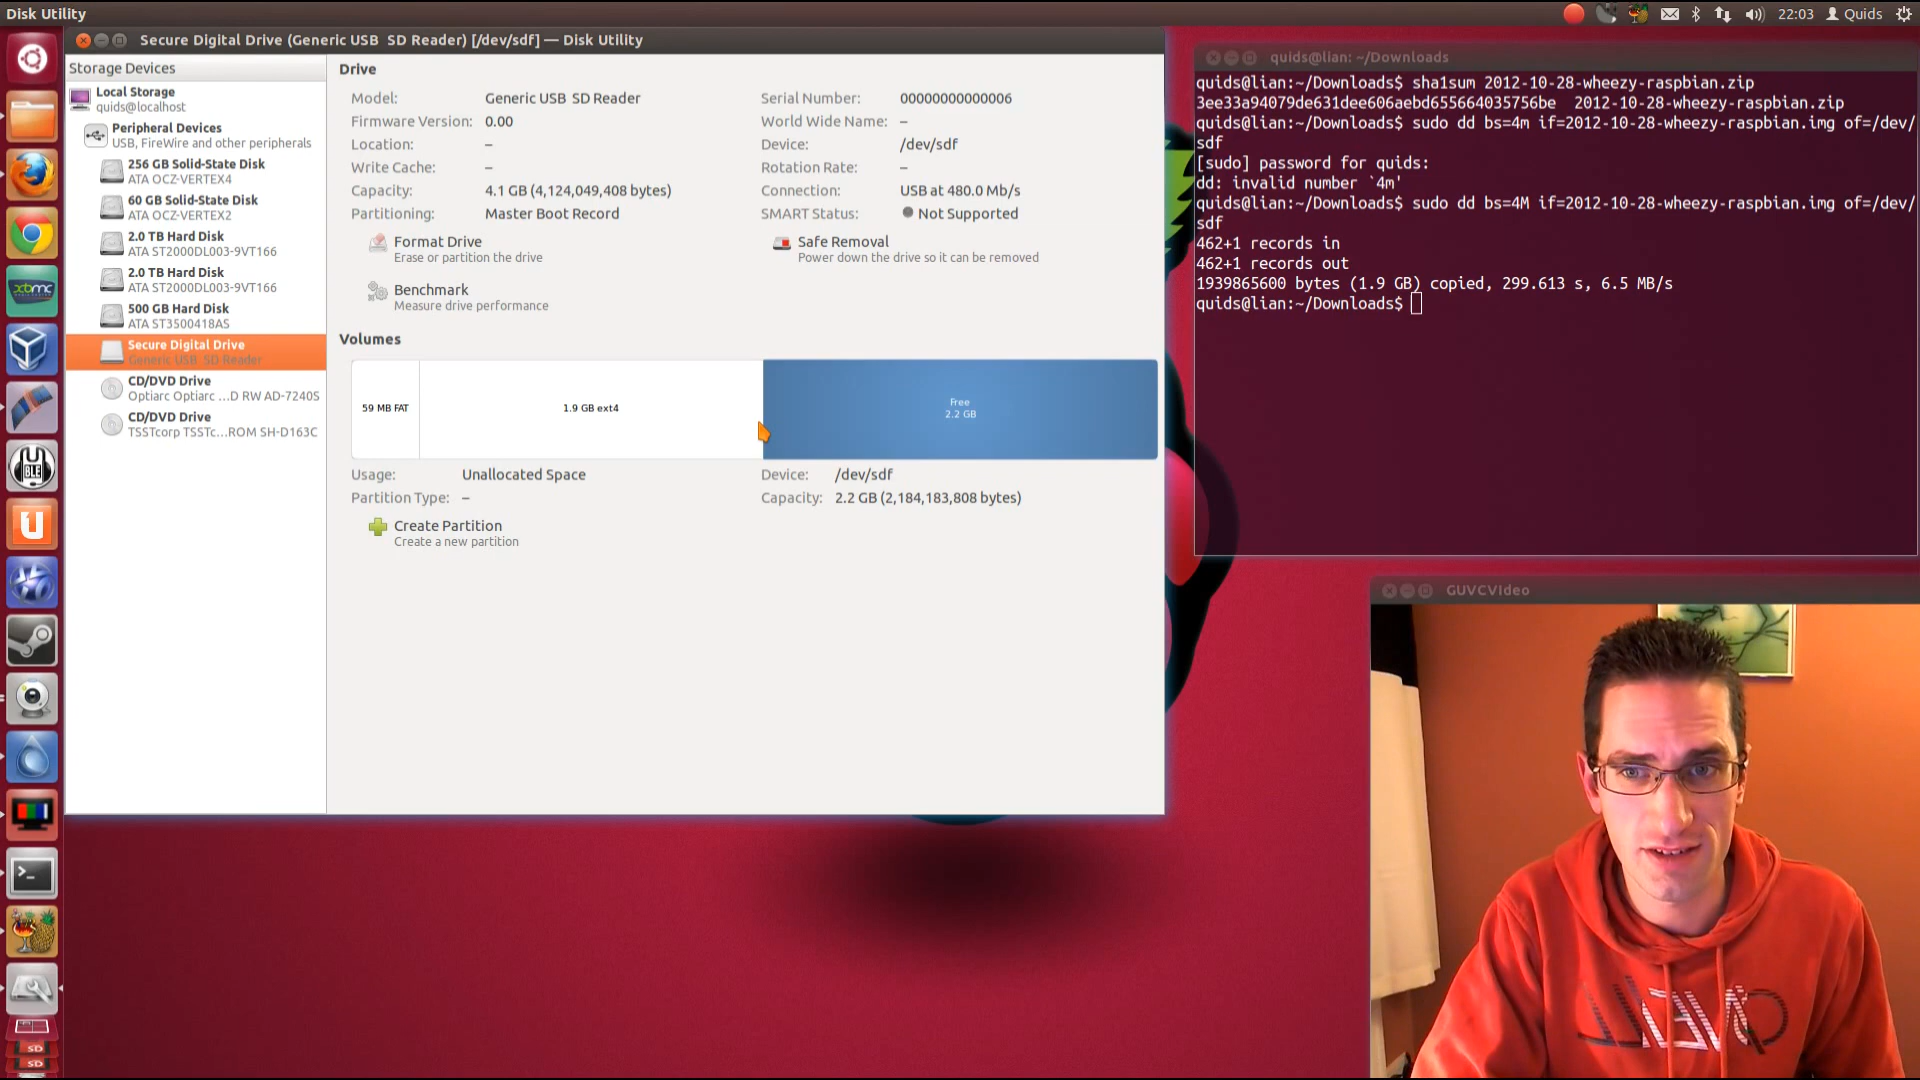 Disk Utility
22:03
Quids
Secure Digital Drive (Generic USB  SD Reader) [/dev/sdf] — Disk Utility
Storage Devices
Local Storage
quids@localhost
Peripheral Devices
USB, FireWire and other peripherals
256 GB Solid-State Disk
ATA OCZ-VERTEX4
60 GB Solid-State Disk
ATA OCZ-VERTEX2
2.0 TB Hard Disk
ATA ST2000DL003-9VT166
2.0 TB Hard Disk
ATA ST2000DL003-9VT166
500 GB Hard Disk
ATA ST3500418AS
Secure Digital Drive
Generic USB  SD Reader
CD/DVD Drive
Optiarc Optiarc ...D RW AD-7240S
CD/DVD Drive
TSSTcorp TSSTc...ROM SH-D163C
Drive
Model: Generic USB  SD Reader
Serial Number: 00000000000006
Firmware Version: 0.00
World Wide Name: –
Location: –
Device: /dev/sdf
Write Cache: –
Rotation Rate: –
Capacity: 4.1 GB (4,124,049,408 bytes)
Connection: USB at 480.0 Mb/s
Partitioning: Master Boot Record
SMART Status: Not Supported
Format Drive
Erase or partition the drive
Safe Removal
Power down the drive so it can be removed
Benchmark
Measure drive performance
Volumes
59 MB FAT
1.9 GB ext4
Free
2.2 GB
Usage: Unallocated Space
Device: /dev/sdf
Partition Type: –
Capacity: 2.2 GB (2,184,183,808 bytes)
Create Partition
Create a new partition
quids@lian: ~/Downloads
quids@lian:~/Downloads$ sha1sum 2012-10-28-wheezy-raspbian.zip
3ee33a94079de631dee606aebd655664035756be  2012-10-28-wheezy-raspbian.zip
quids@lian:~/Downloads$ sudo dd bs=4m if=2012-10-28-wheezy-raspbian.img of=/dev/
sdf
[sudo] password for quids:
dd: invalid number `4m'
quids@lian:~/Downloads$ sudo dd bs=4M if=2012-10-28-wheezy-raspbian.img of=/dev/
sdf
462+1 records in
462+1 records out
1939865600 bytes (1.9 GB) copied, 299.613 s, 6.5 MB/s
quids@lian:~/Downloads$
GUVCVideo
xbmc
BLE
U
SD
SD